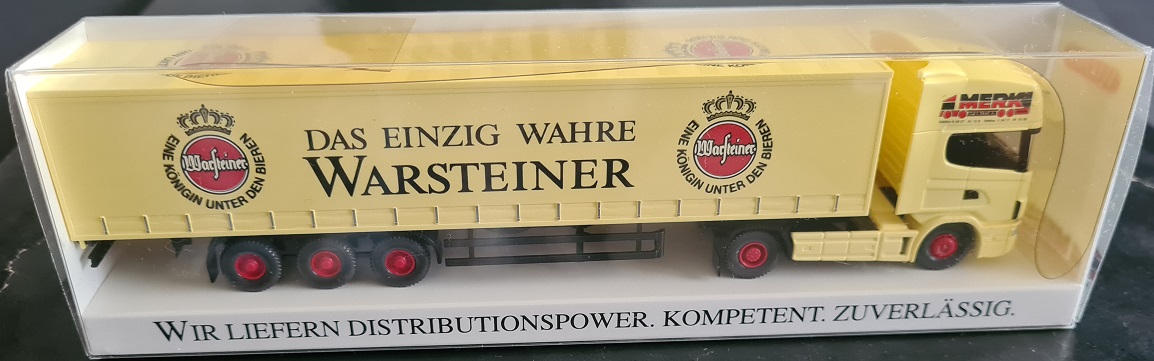 EINE KÖNIGIN UNTER DEN BIEREN
Warsteiner
DAS EINZIG WAHRE
WARSTEINER
EINE KÖNIGIN UNTER DEN BIEREN
Warsteiner
MERK
WIR LIEFERN DISTRIBUTIONSPOWER. KOMPETENT. ZUVERLÄSSIG.